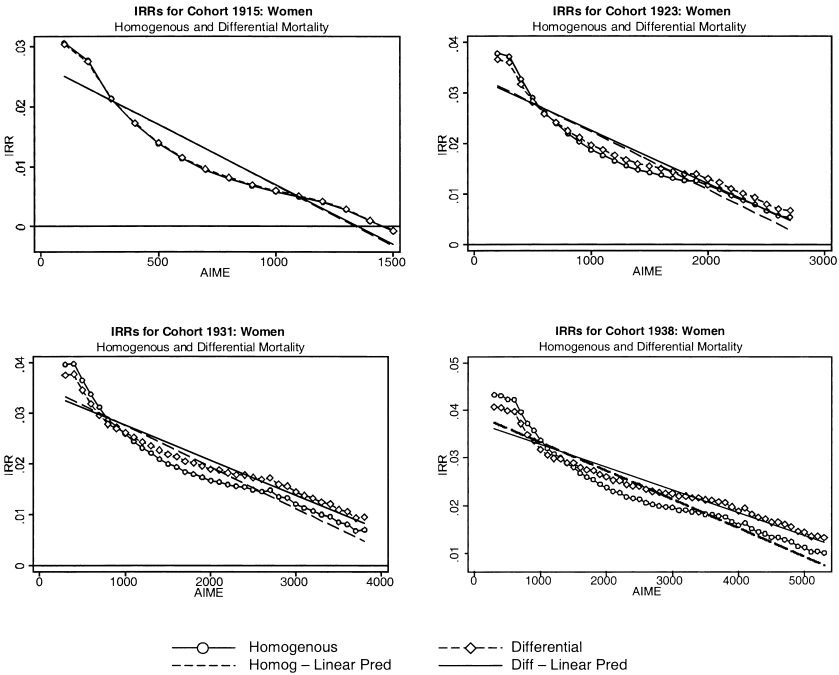 IRRs for Cohort 1915: Women
Homogenous and Differential Mortality
IRR
.03
.02
.01
0
0 500 1000 1500
AIME
IRRs for Cohort 1923: Women
Homogenous and Differential Mortality
IRR
.04
.03
.02
.01
0
0 1000 2000 3000
AIME
IRRs for Cohort 1931: Women
Homogenous and Differential Mortality
IRR
.04
.03
.02
.01
0
0 1000 2000 3000 4000
AIME
IRRs for Cohort 1938: Women
Homogenous and Differential Mortality
IRR
.05
.04
.03
.02
.01
0 1000 2000 3000 4000 5000
AIME
Homogenous
Differential
Homog – Linear Pred
Diff – Linear Pred